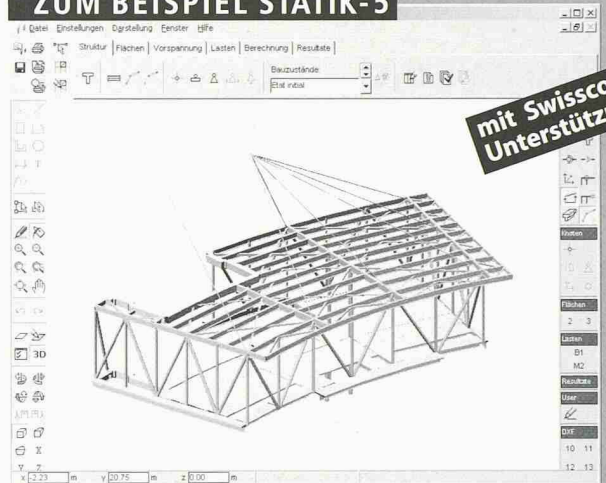 ZUM BEISPIEL STATIK-5
Datei Einstellungen Darstellung Fenster Hilfe
Struktur Flächen Vorspannung Lasten Berechnung Resultate
Bauzustände:
Etat initial
mit
3D
Knoten
Flächen
2 3
Lasten
B1
M2
Resultate
User
DXF
10 11
12 13
x -2.23 m y 20.75 m z 0.00 m